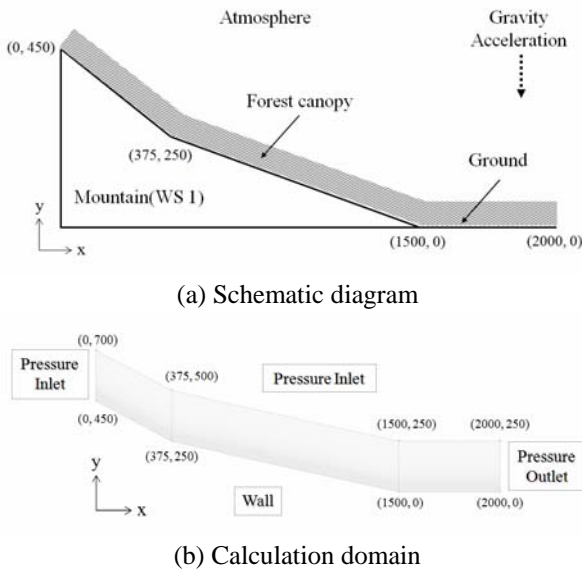 Atmosphere
Gravity
Acceleration
(0, 450)
Forest canopy
(375, 250)
Ground
Mountain(WS 1)
y
x
(1500, 0)
(2000, 0)
(a) Schematic diagram
(0, 700)
Pressure
Inlet
(375, 500)
Pressure Inlet
(0, 450)
(1500, 250)
(2000, 250)
(375, 250)
Pressure
Outlet
y
x
Wall
(1500, 0)
(2000, 0)
(b) Calculation domain